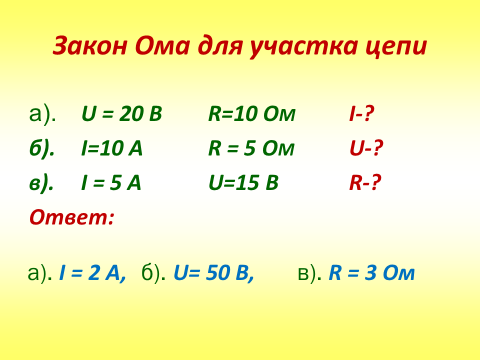 Закон Ома для участка цепи
а). U = 20 В R=10 Ом I-?
б). I=10 А R = 5 Ом U-?
в). I = 5 А U=15 В R-?
Ответ:
а). I = 2 А, б). U= 50 В, в). R = 3 Ом